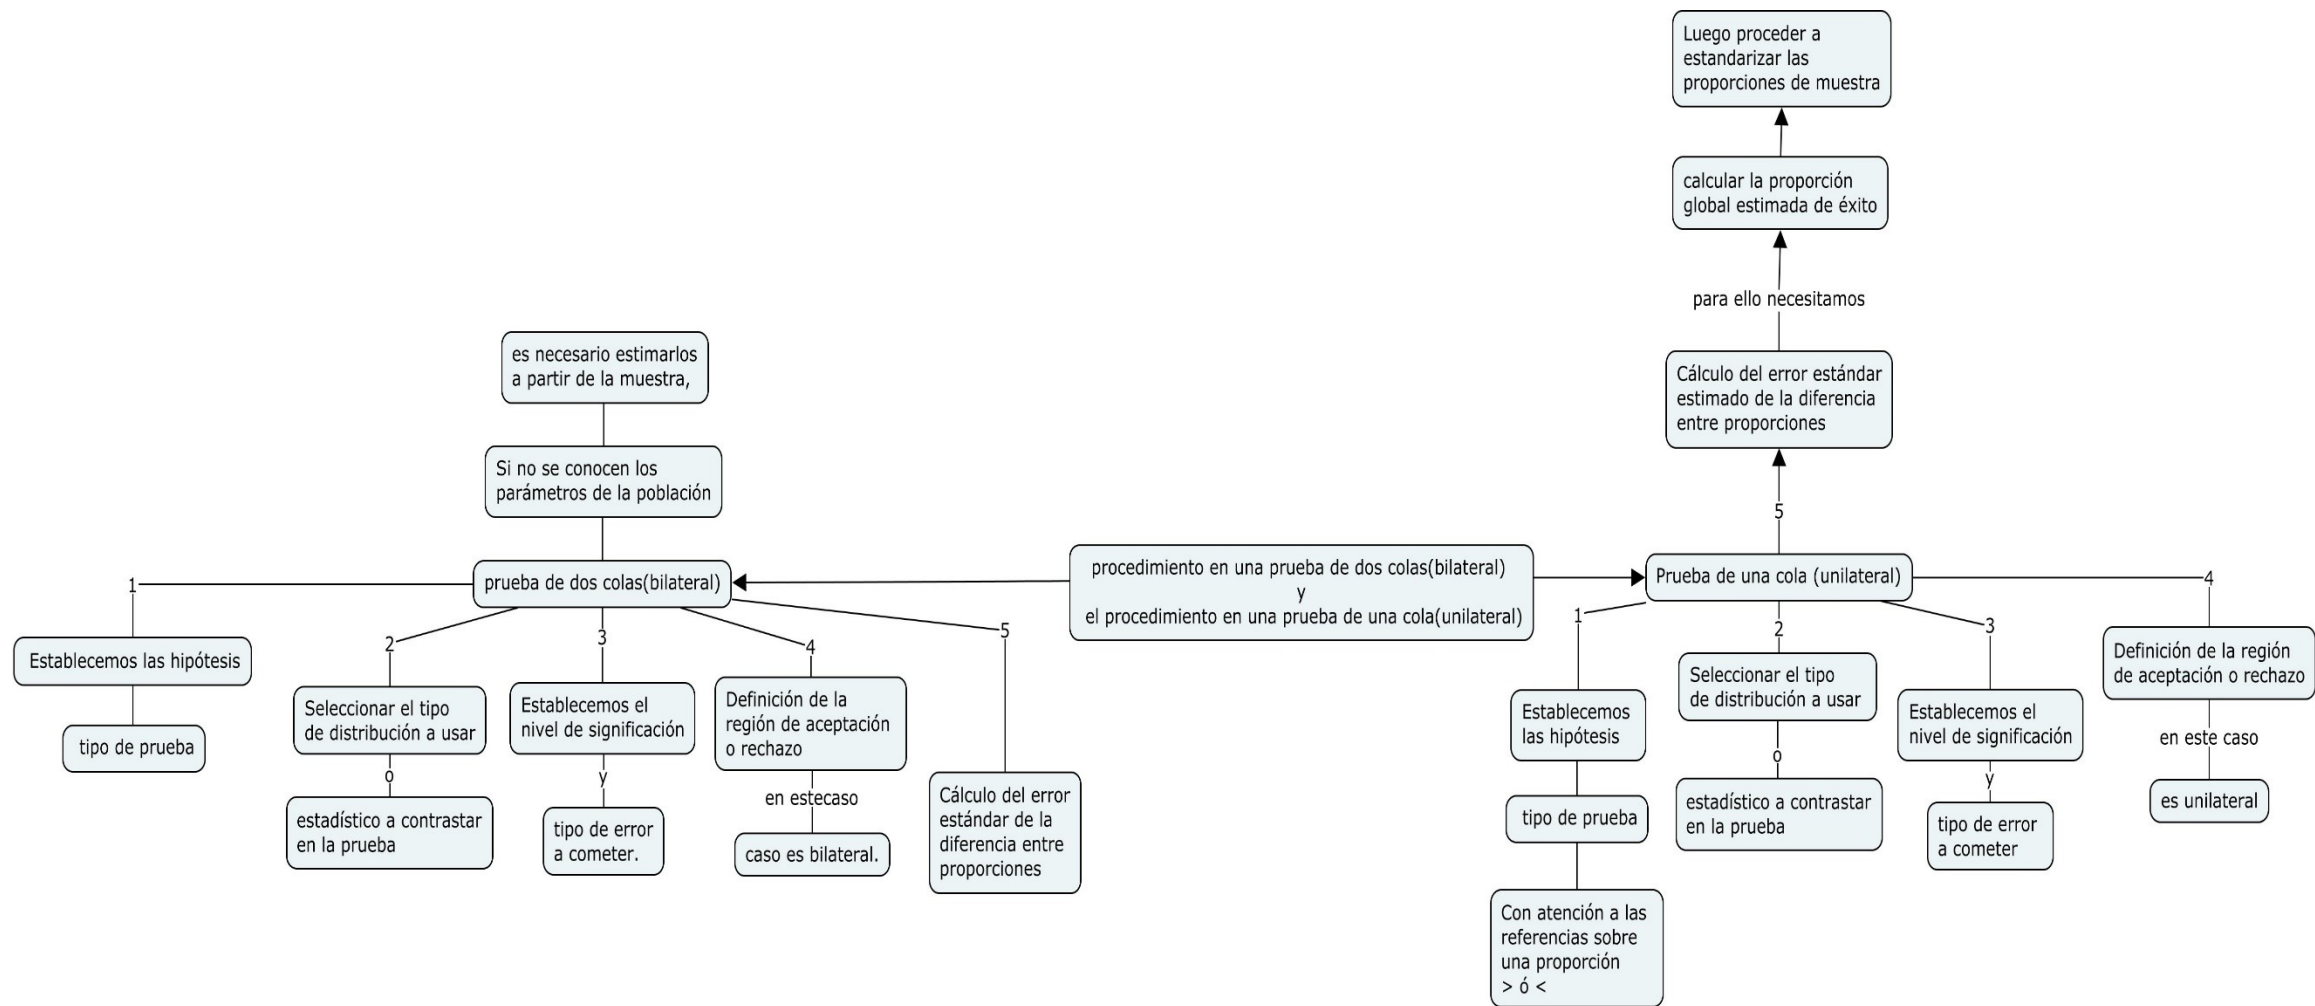 Luego proceder a
estandarizar las
proporciones de muestra
calcular la proporción
global estimada de éxito
para ello necesitamos
Cálculo del error estándar
estimado de la diferencia
entre proporciones
5
es necesario estimarlos
a partir de la muestra,
Si no se conocen los
parámetros de la población
prueba de dos colas(bilateral)
procedimiento en una prueba de dos colas(bilateral)
y
el procedimiento en una prueba de una cola(unilateral)
Prueba de una cola (unilateral)
1
Establecemos las hipótesis
tipo de prueba
2
Seleccionar el tipo
de distribución a usar
o
estadístico a contrastar
en la prueba
3
Establecemos el
nivel de significación
y
tipo de error
a cometer.
4
Definición de la
región de aceptación
o rechazo
en estecaso
caso es bilateral.
5
Cálculo del error
estándar de la
diferencia entre
proporciones
1
Establecemos
las hipótesis
tipo de prueba
Con atención a las
referencias sobre
una proporción
> ó <
2
Seleccionar el tipo
de distribución a usar
o
estadístico a contrastar
en la prueba
3
Establecemos el
nivel de significación
y
tipo de error
a cometer
4
Definición de la región
de aceptación o rechazo
en este caso
es unilateral